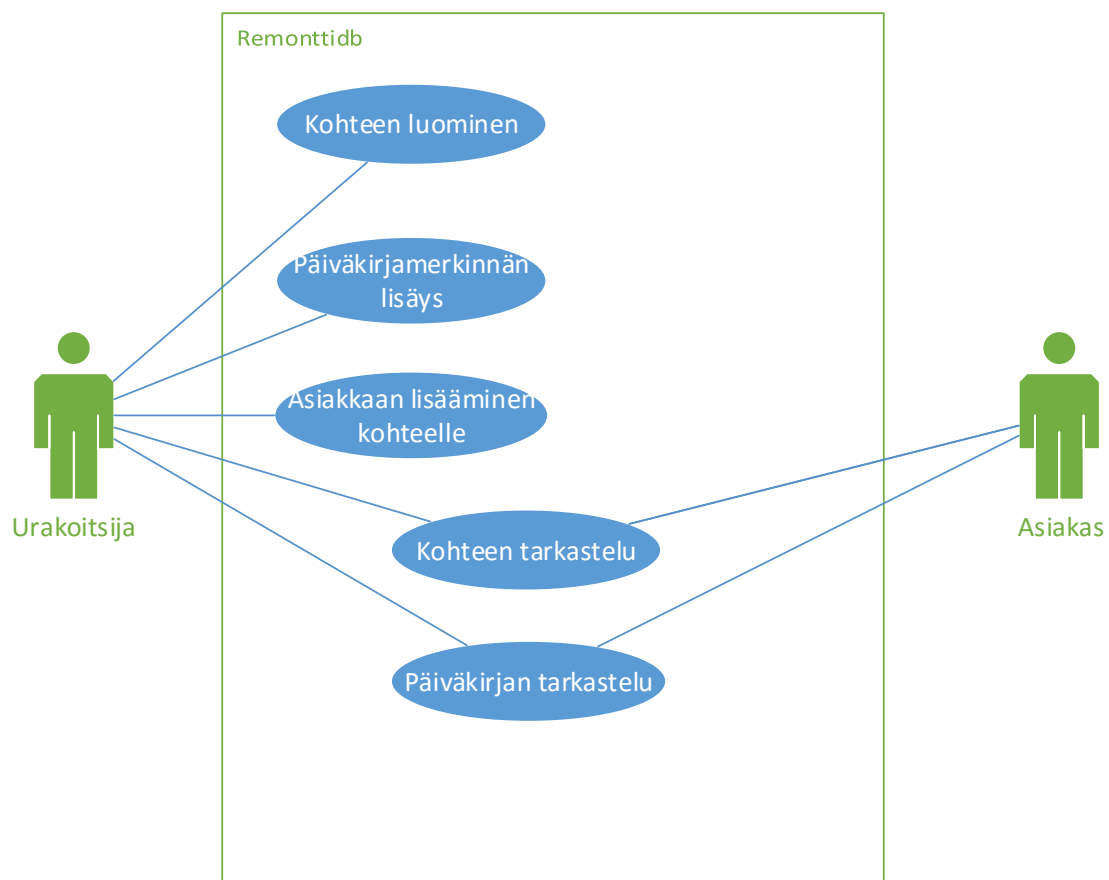 Remonttidb
Kohteen luominen
Päiväkirjamerkinnän
lisäys
Asiakkaan lisääminen
kohteelle
Urakoitsija
Asiakas
Kohteen tarkastelu
Päiväkirjan tarkastelu